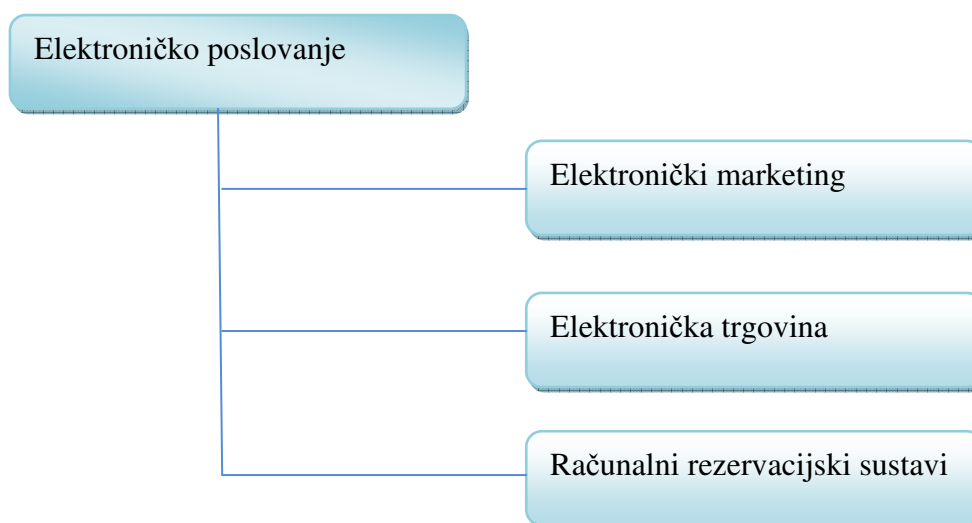 Elektroničko poslovanje
Elektronički marketing
Elektronička trgovina
Računalni rezervacijski sustavi